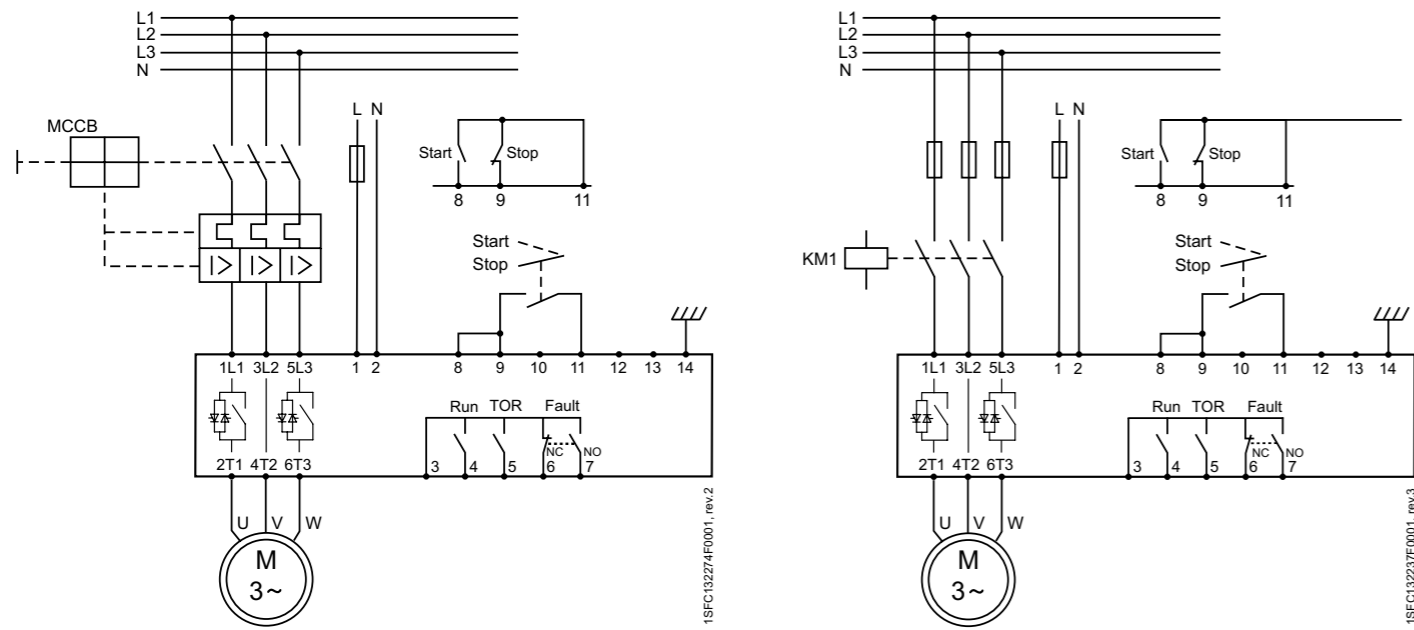 L1
L2
L3
N
MCCB
L N
Start Stop
8 9 11
Start
Stop
1L1 3L2 5L3 1 2 8 9 10 11 12 13 14
Run TOR Fault
NC NO
2T1 4T2 6T3 3 4 5 6 7
U V W
M
3~
1SFC132274F0001, rev.2
L1
L2
L3
N
L N
Start Stop
8 9 11
Start
Stop
KM1
1L1 3L2 5L3 1 2 8 9 10 11 12 13 14
Run TOR Fault
NC NO
2T1 4T2 6T3 3 4 5 6 7
U V W
M
3~
1SFC132237F0001, rev.3